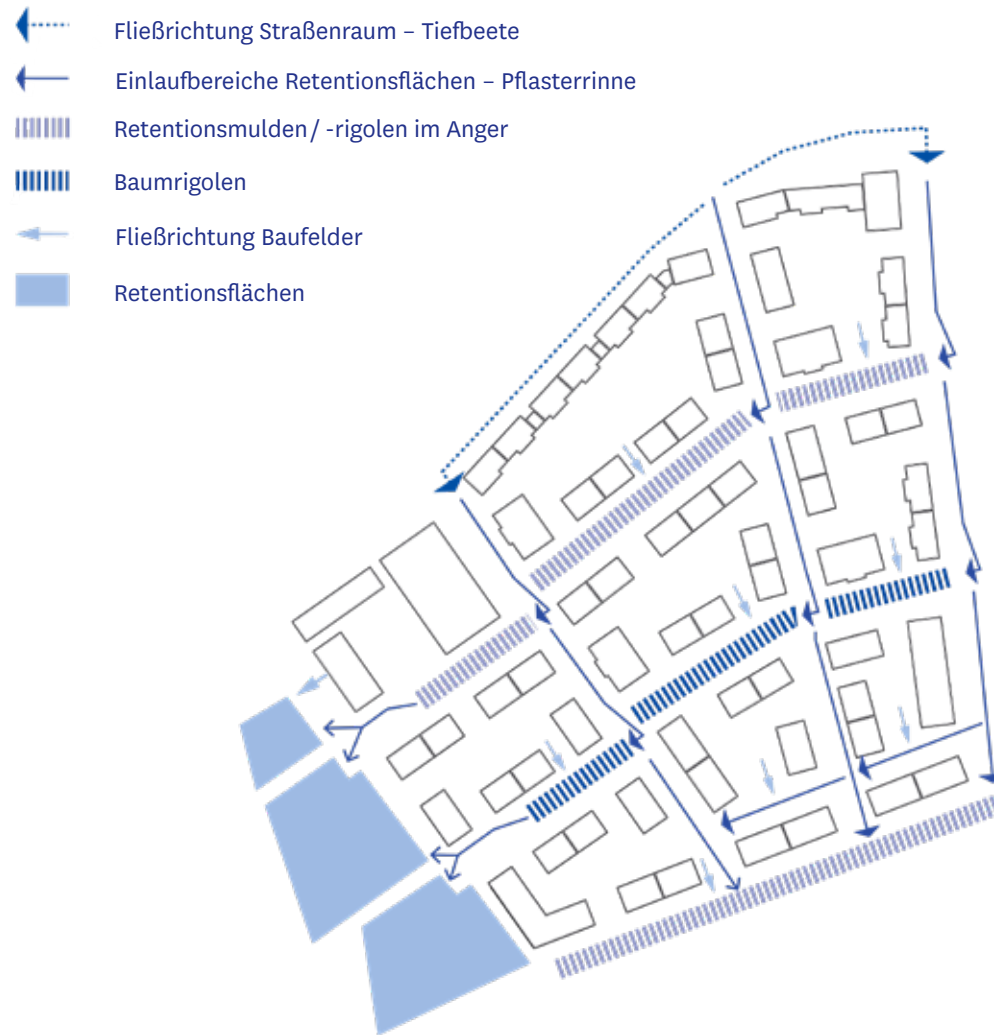 Fließrichtung Straßenraum – Tiefbeete
Einlaufbereiche Retentionsflächen – Pflasterrinne
Retentionsmulden/ -rigolen im Anger
Baumrigolen
Fließrichtung Baufelder
Retentionsflächen